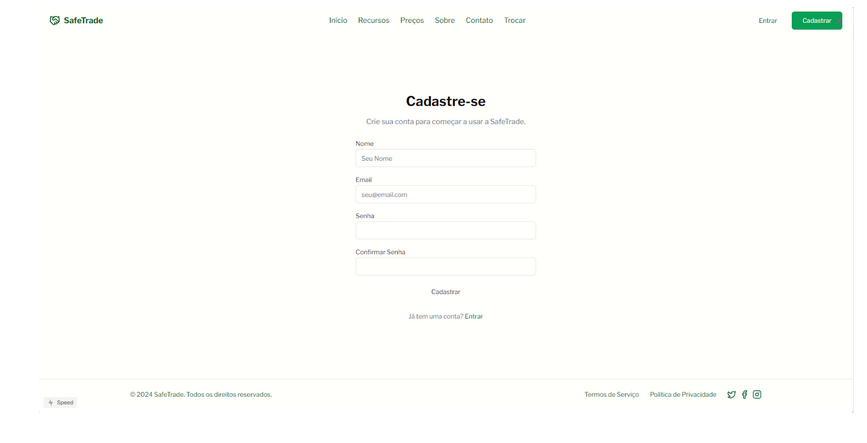 SafeTrade
Início Recursos Preços Sobre Contato Trocar
Entrar
Cadastrar
Cadastre-se
Crie sua conta para começar a usar a SafeTrade.
Nome
Seu Nome
Email
seu@email.com
Senha
Confirmar Senha
Cadastrar
Já tem uma conta? Entrar
© 2024 SafeTrade. Todos os direitos reservados.
Termos de Serviço
Política de Privacidade
Speed